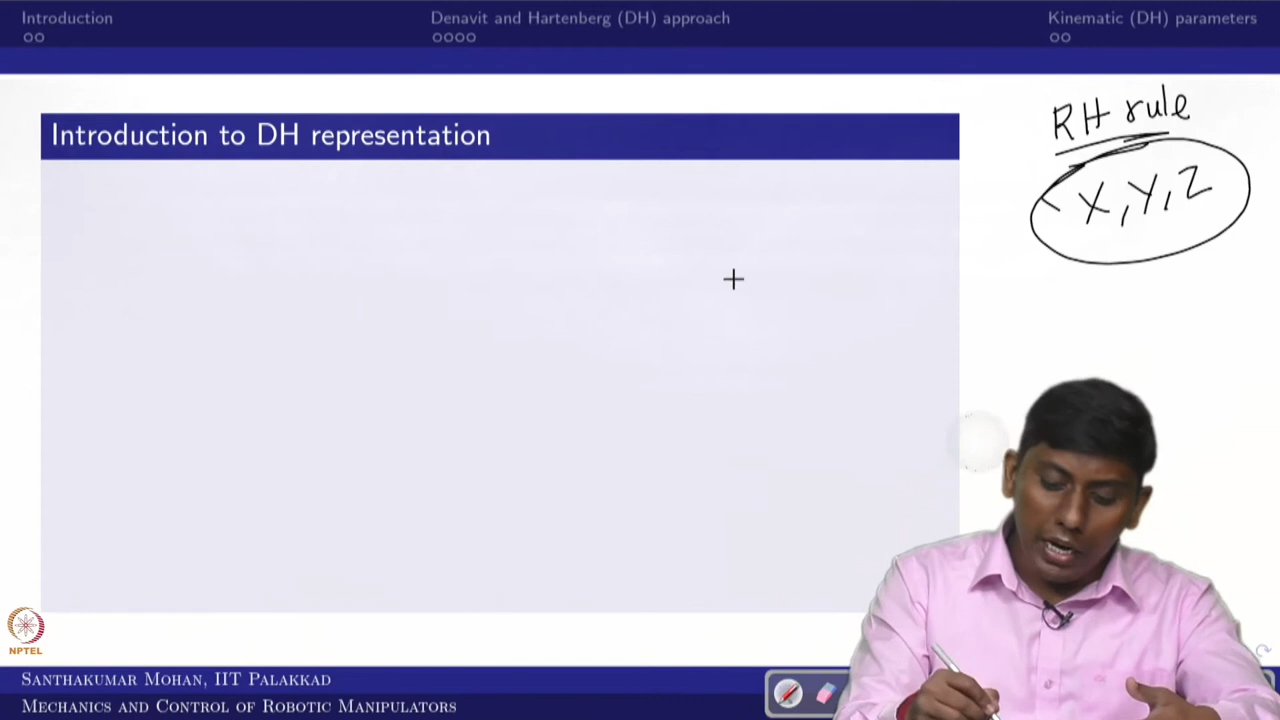 Introduction
Denavit and Hartenberg (DH) approach
Kinematic (DH) parameters
RH rule
X, Y, Z
Introduction to DH representation
NPTEL
SANTHAKUMAR MOHAN, IIT PALAKKAD
MECHANICS AND CONTROL OF ROBOTIC MANIPULATORS